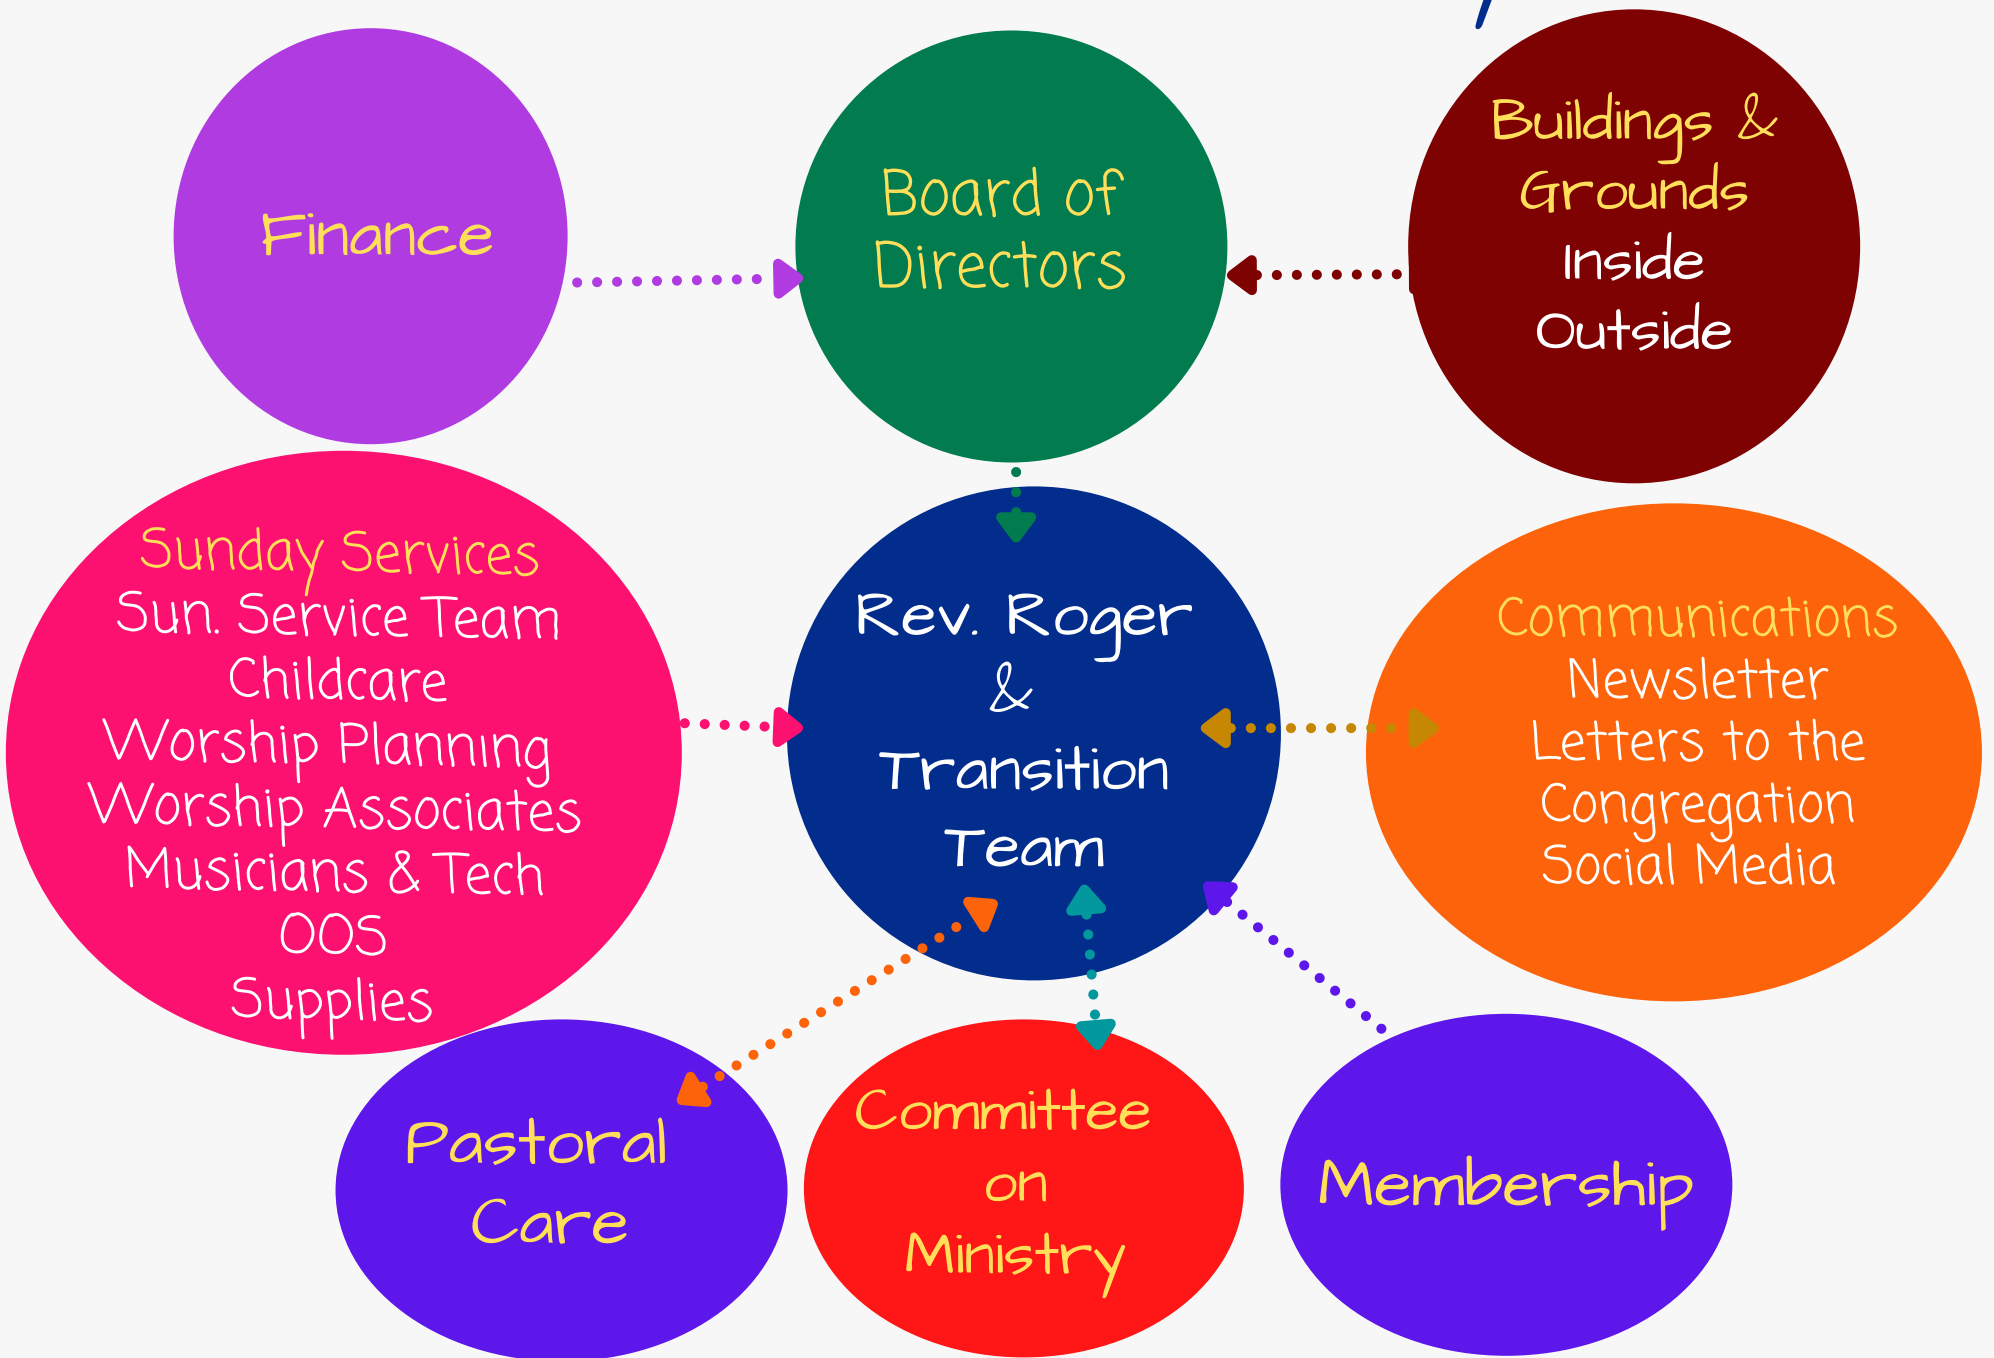 Finance
Board of
Directors
Buildings &
Grounds
Inside
Outside
Sunday Services
Sun. Service Team
Childcare
Worship Planning
Worship Associates
Musicians & Tech
OOS
Supplies
Rev. Roger
&
Transition
Team
Communications
Newsletter
Letters to the
Congregation
Social Media
Pastoral
Care
Committee
on
Ministry
Membership